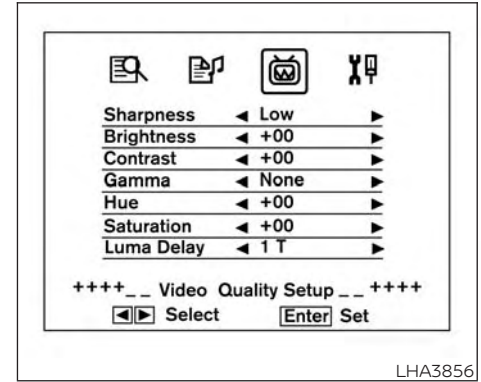 Sharpness ◀ Low ▶
Brightness ◀ +00 ▶
Contrast ◀ +00 ▶
Gamma ◀ None ▶
Hue ◀ +00 ▶
Saturation ◀ +00 ▶
Luma Delay ◀ 1 T ▶
++++_ _ Video Quality Setup _ _ ++++
◀ ▶ Select Enter Set
LHA3856